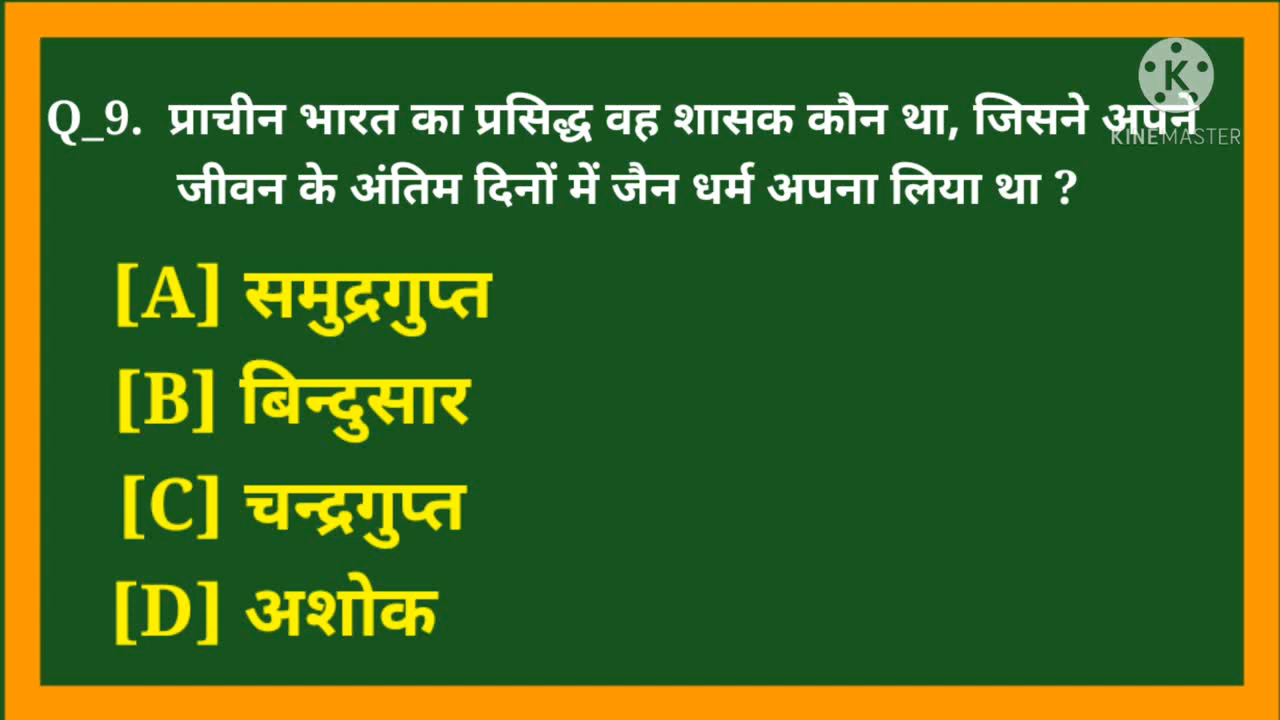 Q_9. प्राचीन भारत का प्रसिद्ध वह शासक कौन था, जिसने अपने
जीवन के अंतिम दिनों में जैन धर्म अपना लिया था ?
[A] समुद्रगुप्त
[B] बिन्दुसार
[C] चन्द्रगुप्त
[D] अशोक
K
KINEMASTER